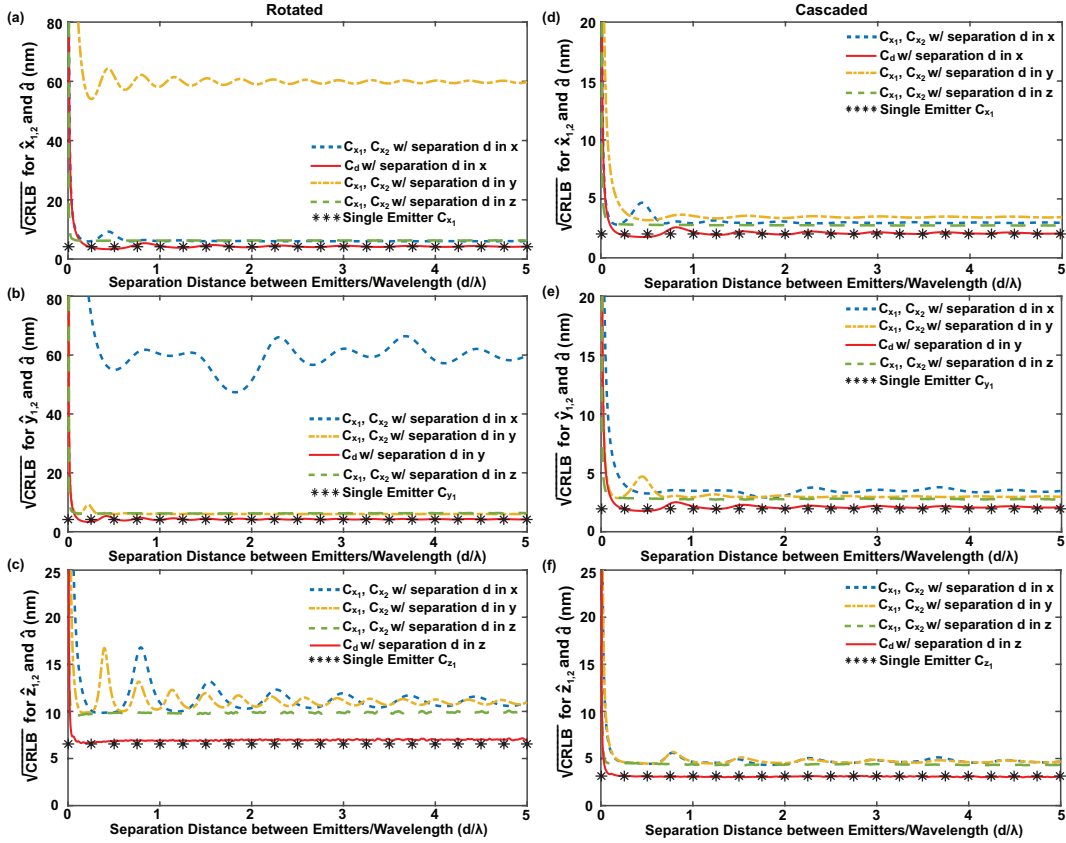 Rotated
Cascaded
(a)
80
60
40
20
0
√CRLB for x̂₁,₂ and d̂ (nm)
Cₓ₁, Cₓ₂ w/ separation d in x
C_d w/ separation d in x
Cₓ₁, Cₓ₂ w/ separation d in y
Cₓ₁, Cₓ₂ w/ separation d in z
∗∗∗ Single Emitter Cₓ₁
0 1 2 3 4 5
Separation Distance between Emitters/Wavelength (d/λ)
(b)
80
60
40
20
0
√CRLB for ŷ₁,₂ and d̂ (nm)
Cₓ₁, Cₓ₂ w/ separation d in x
Cₓ₁, Cₓ₂ w/ separation d in y
C_d w/ separation d in y
Cₓ₁, Cₓ₂ w/ separation d in z
∗∗∗ Single Emitter C_y₁
0 1 2 3 4 5
Separation Distance between Emitters/Wavelength (d/λ)
(c)
25
20
15
10
5
0
√CRLB for ẑ₁,₂ and d̂ (nm)
Cₓ₁, Cₓ₂ w/ separation d in x
Cₓ₁, Cₓ₂ w/ separation d in y
Cₓ₁, Cₓ₂ w/ separation d in z
C_d w/ separation d in z
∗∗∗∗ Single Emitter C_z₁
0 1 2 3 4 5
Separation Distance between Emitters/Wavelength (d/λ)
(d)
20
15
10
5
0
√CRLB for x̂₁,₂ and d̂ (nm)
Cₓ₁, Cₓ₂ w/ separation d in x
C_d w/ separation d in x
Cₓ₁, Cₓ₂ w/ separation d in y
Cₓ₁, Cₓ₂ w/ separation d in z
∗∗∗∗ Single Emitter Cₓ₁
0 1 2 3 4 5
Separation Distance between Emitters/Wavelength (d/λ)
(e)
20
15
10
5
0
√CRLB for ŷ₁,₂ and d̂ (nm)
Cₓ₁, Cₓ₂ w/ separation d in x
Cₓ₁, Cₓ₂ w/ separation d in y
C_d w/ separation d in y
Cₓ₁, Cₓ₂ w/ separation d in z
∗∗∗∗ Single Emitter C_y₁
0 1 2 3 4 5
Separation Distance between Emitters/Wavelength (d/λ)
(f)
25
20
15
10
5
0
√CRLB for ẑ₁,₂ and d̂ (nm)
Cₓ₁, Cₓ₂ w/ separation d in x
Cₓ₁, Cₓ₂ w/ separation d in y
Cₓ₁, Cₓ₂ w/ separation d in z
C_d w/ separation d in z
∗∗∗∗ Single Emitter C_z₁
0 1 2 3 4 5
Separation Distance between Emitters/Wavelength (d/λ)